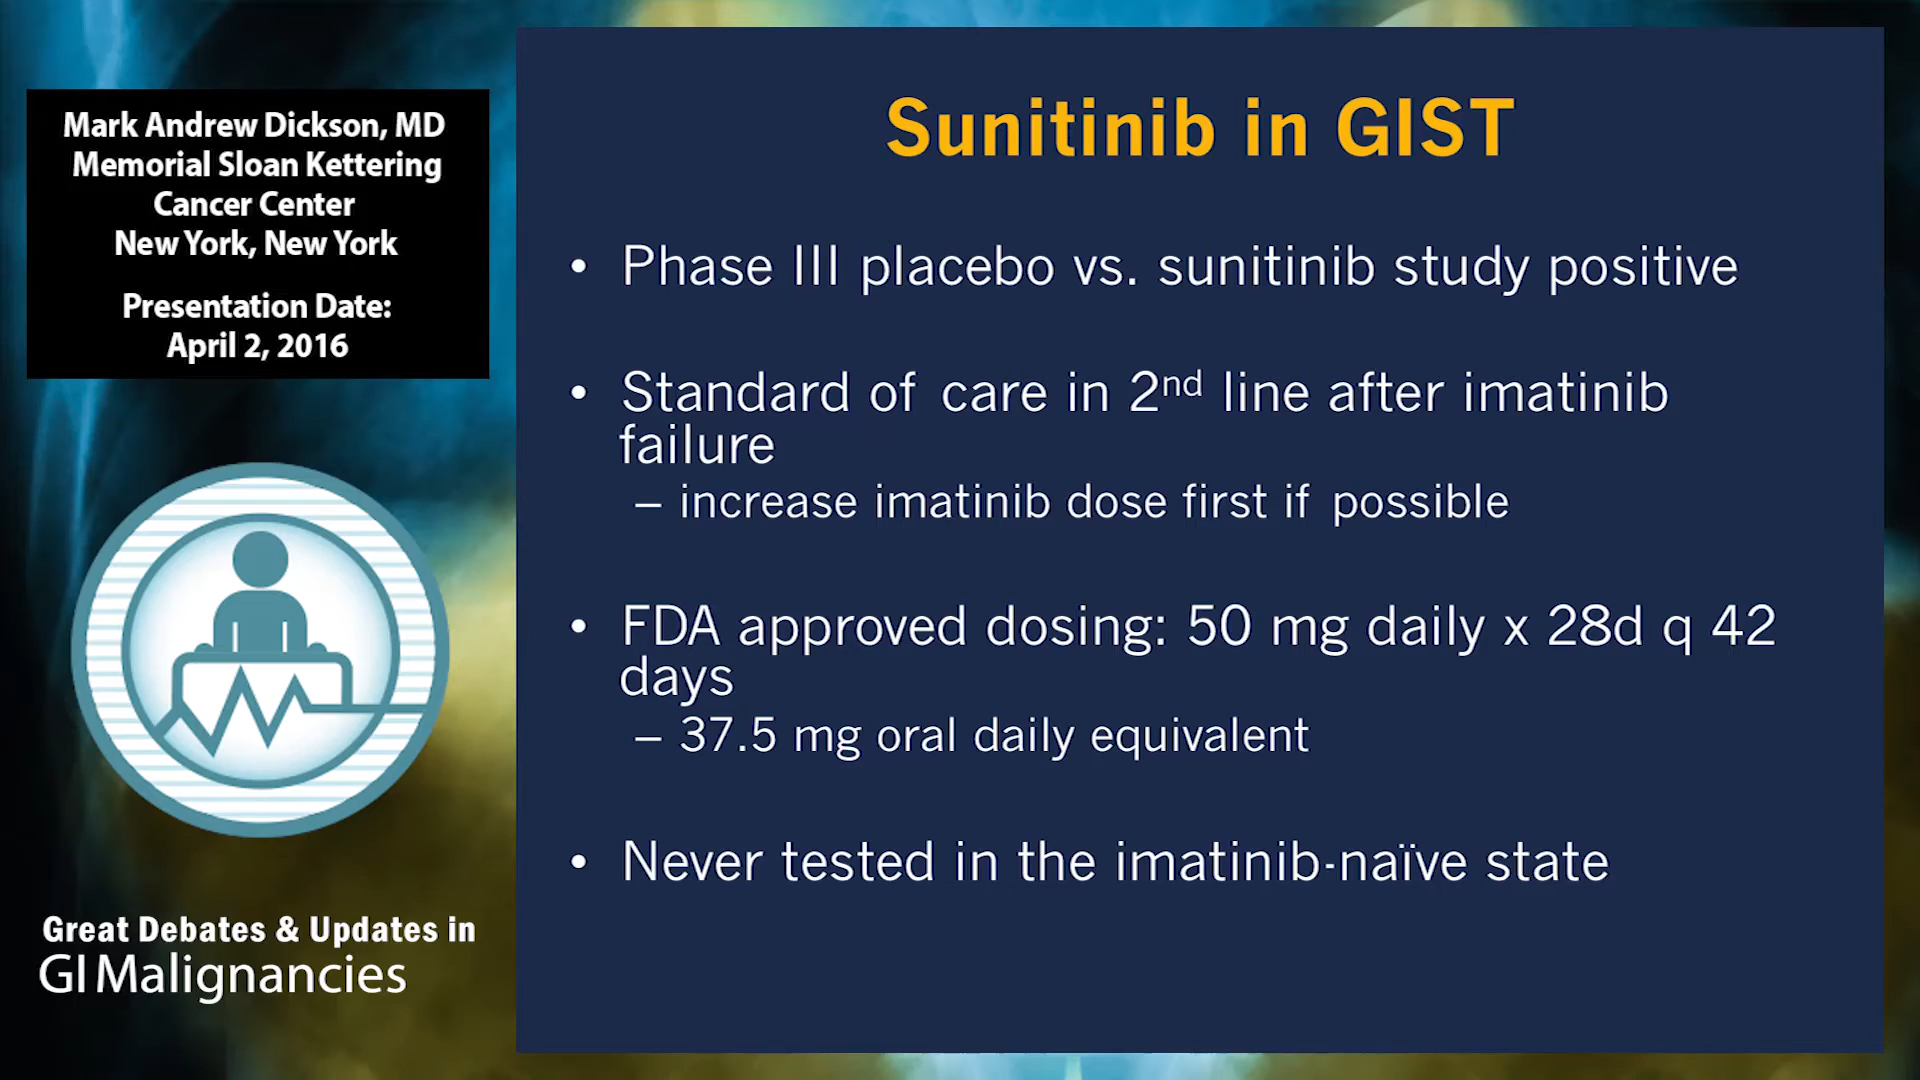 Mark Andrew Dickson, MD
Memorial Sloan Kettering
Cancer Center
New York, New York
Presentation Date:
April 2, 2016
Great Debates & Updates in
GI Malignancies
Sunitinib in GIST
• Phase III placebo vs. sunitinib study positive
• Standard of care in 2nd line after imatinib
failure
– increase imatinib dose first if possible
• FDA approved dosing: 50 mg daily x 28d q 42
days
– 37.5 mg oral daily equivalent
• Never tested in the imatinib-naïve state